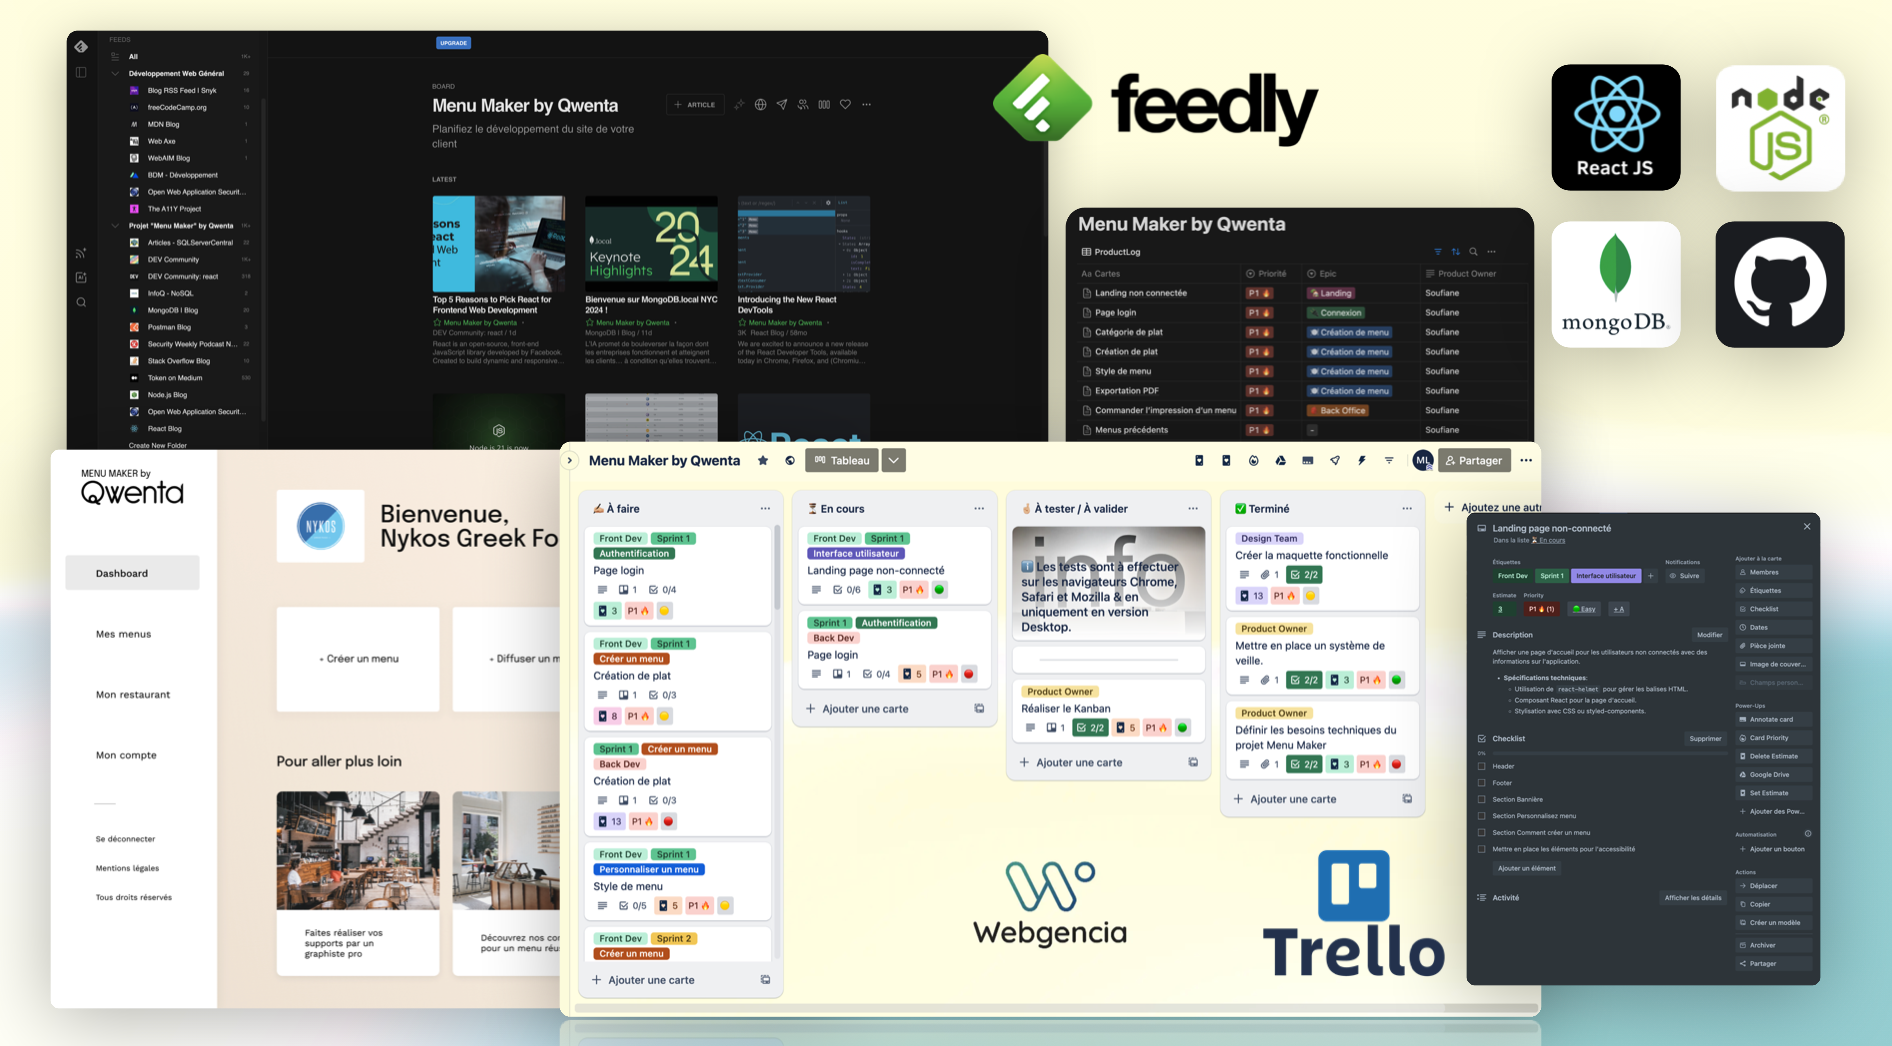 FEEDS
All 1K+
Développement Web Général 20
Blog RSS Feed | Snyk
freeCodeCamp.org
MDN Blog 1
Web Axe 1
WebAIM Blog
BDM - Développement
Open Web Application Securit...
The A11Y Project
Projet "Menu Maker" by Qwenta 1K+
Articles - SQLServerCentral
DEV Community 1K+
DEV Community: react
InfoQ - NoSQL
MongoDB | Blog
Postman Blog
Security Weekly Podcast N...
Stack Overflow Blog
Token on Medium
Node.js Blog
Open Web Application Securit...
React Blog
Create New Folder
UPGRADE
BOARD
Menu Maker by Qwenta
+ ARTICLE
Planifiez le développement du site de votre
client
LATEST
Keynote
Highlights
2024
Top 5 Reasons to Pick React for
Frontend Web Development
Menu Maker by Qwenta
DEV Community: react / 1d
React is an open-source, front-end
JavaScript library developed by Facebook.
Created to build dynamic and responsive...
Bienvenue sur MongoDB.local NYC
2024 !
Menu Maker by Qwenta
MongoDB | Blog / 11d
L'IA promet de bouleverser la façon dont
les entreprises fonctionnent et atteignent
les clients... à condition qu'elles trouvent...
Introducing the New React
DevTools
Menu Maker by Qwenta
3K React Blog / 58mo
We are excited to announce a new release
of the React Developer Tools, available
today in Chrome, Firefox, and (Chromiu...
Node.js 21 is now
React
feedly
React JS
node
JS
mongoDB
Menu Maker by Qwenta
ProductLog
Aa Cartes Priorité Epic Product Owner
Landing non connectée P1 🔥 Landing Soufiane
Page login P1 🔥 Connexion Soufiane
Catégorie de plat P1 🔥 Création de menu Soufiane
Création de plat P1 🔥 Création de menu Soufiane
Style de menu P1 🔥 Création de menu Soufiane
Exportation PDF P1 🔥 Création de menu Soufiane
Commander l'impression d'un menu P1 🔥 Back Office Soufiane
Menus précédents P1 🔥 - Soufiane
MENU MAKER by
Qwenta
Dashboard
Mes menus
Mon restaurant
Mon compte
Se déconnecter
Mentions légales
Tous droits réservés
NYKOS
Bienvenue,
Nykos Greek Fo
+ Créer un menu
+ Diffuser un m
Pour aller plus loin
Faites réaliser vos
supports par un
graphiste pro
Découvrez nos co
pour un menu réus
Menu Maker by Qwenta
Tableau
ML
Partager
✍️ À faire
Front Dev Sprint 1
Authentification
Page login
1 0/4
3 P1 🔥
Front Dev Sprint 1
Créer un menu
Création de plat
1 0/3
8 P1 🔥
Sprint 1 Créer un menu
Back Dev
Création de plat
1 0/3
13 P1 🔥
Front Dev Sprint 1
Personnaliser un menu
Style de menu
0/5 5 P1 🔥
Front Dev Sprint 2
Créer un menu
+ Ajouter une carte
⏳ En cours
Front Dev Sprint 1
Interface utilisateur
Landing page non-connecté
0/6 3 P1 🔥
Sprint 1 Authentification
Back Dev
Page login
1 0/4 5 P1 🔥
+ Ajouter une carte
À tester / À valider
info
ℹ️ Les tests sont à effectuer
sur les navigateurs Chrome,
Safari et Mozilla & en
uniquement en version
Desktop.
Product Owner
Réaliser le Kanban
1 2/2 5 P1 🔥
+ Ajouter une carte
✅ Terminé
Design Team
Créer la maquette fonctionnelle
1 2/2
13 P1 🔥
Product Owner
Mettre en place un système de
veille.
1 2/2 3 P1 🔥
Product Owner
Définir les besoins techniques du
projet Menu Maker
1 2/2 3 P1 🔥
+ Ajouter une carte
+ Ajoutez une aut
Webgencia
Trello
Landing page non-connecté
Dans la liste ⏳ En cours
Étiquettes
Notifications
Front Dev Sprint 1 Interface utilisateur +
Suivre
Estimate Priority
3 P1 🔥 (1) Easy + A
Description
Modifier
Afficher une page d'accueil pour les utilisateurs non connectés avec des
informations sur l'application.
• Spécifications techniques:
Utilisation de react-helmet pour gérer les balises HTML.
Composant React pour la page d'accueil.
Stylisation avec CSS ou styled-components.
Checklist
Supprimer
0%
Header
Footer
Section Bannière
Section Personnalisez menu
Section Comment créer un menu
Mettre en place les éléments pour l'accessibilité
Ajouter un élément
Activité
Afficher les détails
Ajouter à la carte
Membres
Étiquettes
Checklist
Dates
Pièce jointe
Image de couver...
Champs person...
Power-Ups
Annotate card
Card Priority
Delete Estimate
Google Drive
Set Estimate
+ Ajouter des Pow...
Automatisation
+ Ajouter un bouton
Actions
Déplacer
Copier
Créer un modèle
Archiver
Partager